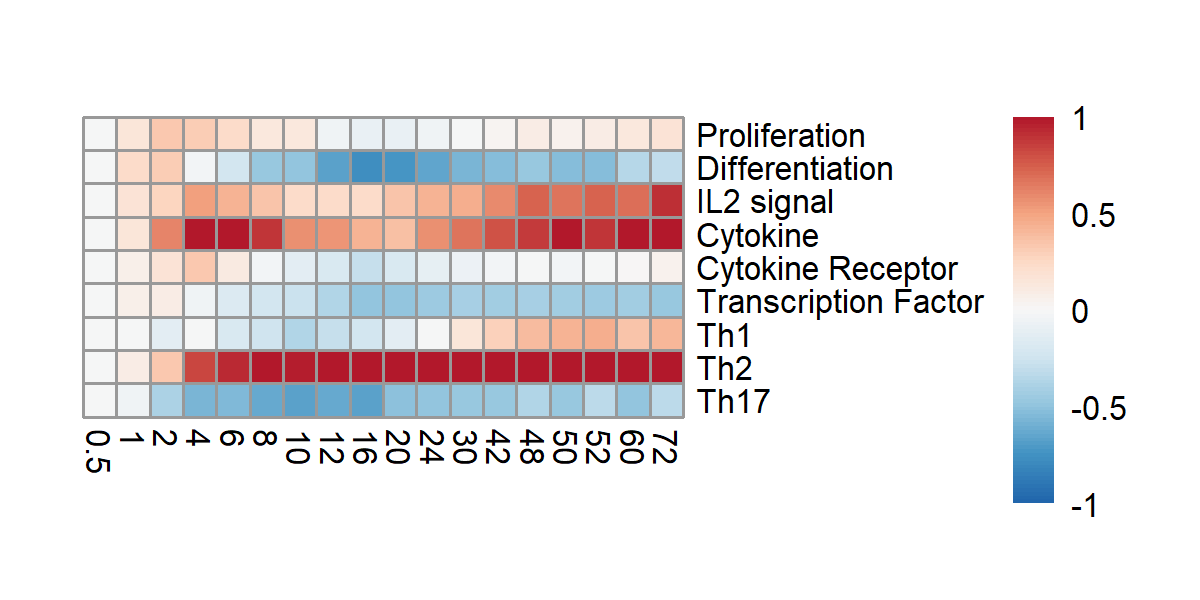 Proliferation
Differentiation
IL2 signal
Cytokine
Cytokine Receptor
Transcription Factor
Th1
Th2
Th17
0.5 1 2 4 6 8 10 12 16 20 24 30 42 48 50 52 60 72
1
0.5
0
-0.5
-1